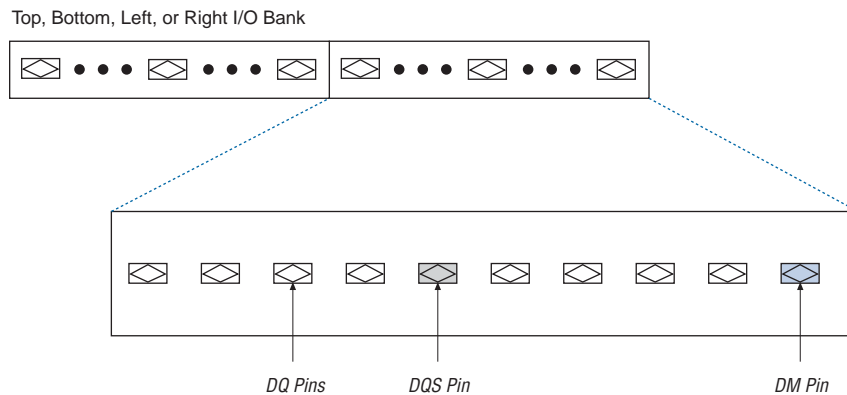 Top, Bottom, Left, or Right I/O Bank
DQ Pins
DQS Pin
DM Pin